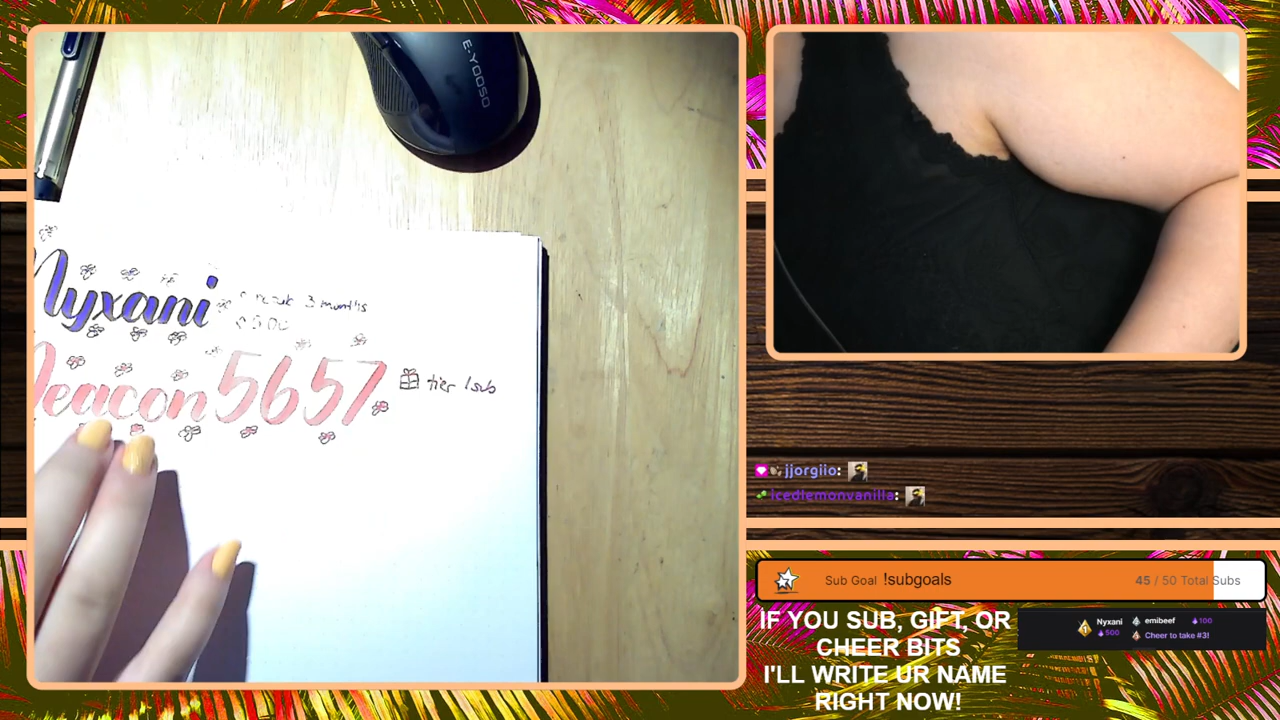 E-YOOSO
Nyxani
3 months
Deacon5657 tier 1 sub
jjorgiio:
icedlemonvanilla:
Sub Goal !subgoals 45 / 50 Total Subs
IF YOU SUB, GIFT, OR
CHEER BITS
I'LL WRITE UR NAME
RIGHT NOW!
1 Nyxani 500
emibeef 100
Cheer to take #3!